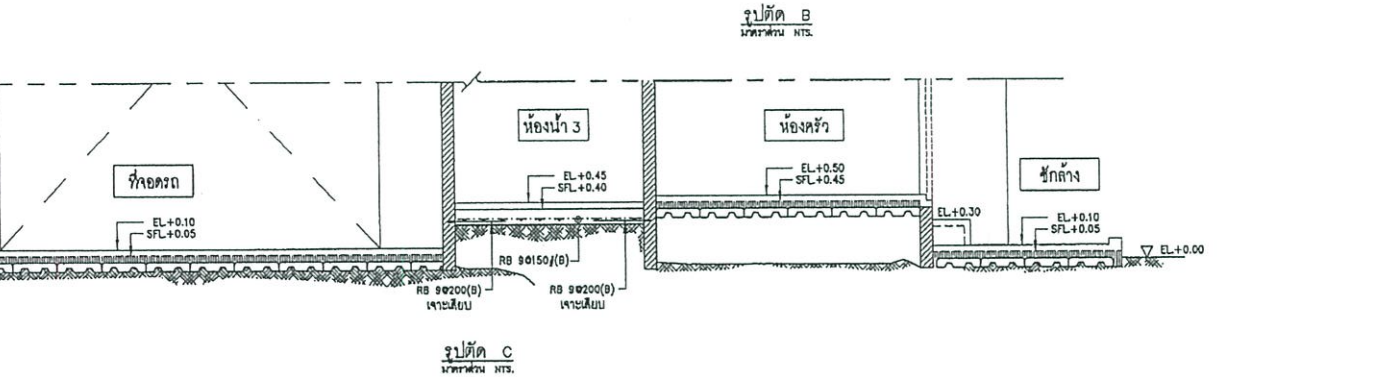 รูปตัด B
มาตราส่วน NTS.
ห้องน้ำ 3
ห้องครัว
ที่จอดรถ
ซักล้าง
EL.+0.45
SFL.+0.40
EL.+0.50
SFL.+0.45
EL.+0.10
SFL.+0.05
EL.+0.30
EL.+0.10
SFL.+0.05
EL.+0.00
RB 9@150#(B)
RB 9@200(B)
เจาะเสียบ
RB 9@200(B)
เจาะเสียบ
รูปตัด C
มาตราส่วน NTS.